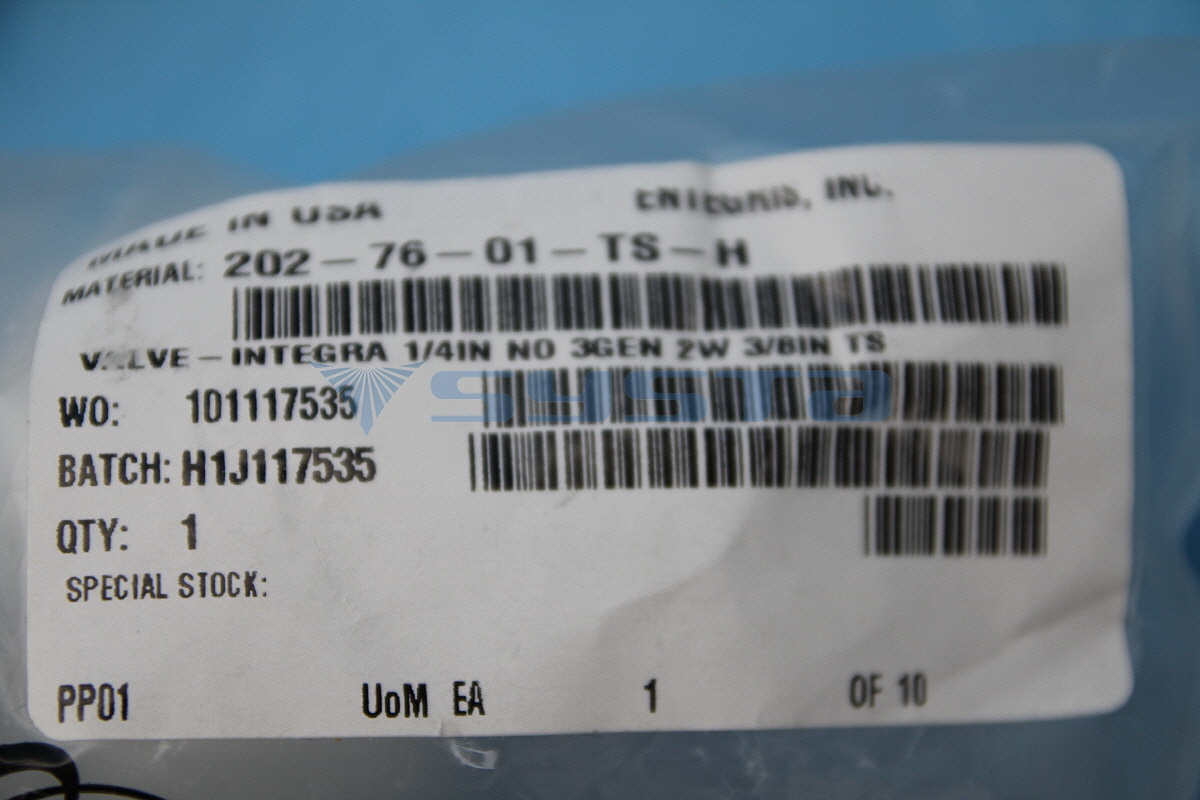 MADE IN USA ENTEGRIS, INC.
MATERIAL: 202-76-01-TS-H
VALVE-INTEGRA 1/4IN NO 3GEN 2W 3/8IN TS
WO: 101117535
systa
BATCH: H1J117535
QTY: 1
SPECIAL STOCK:
PP01 UoM EA 1 OF 10